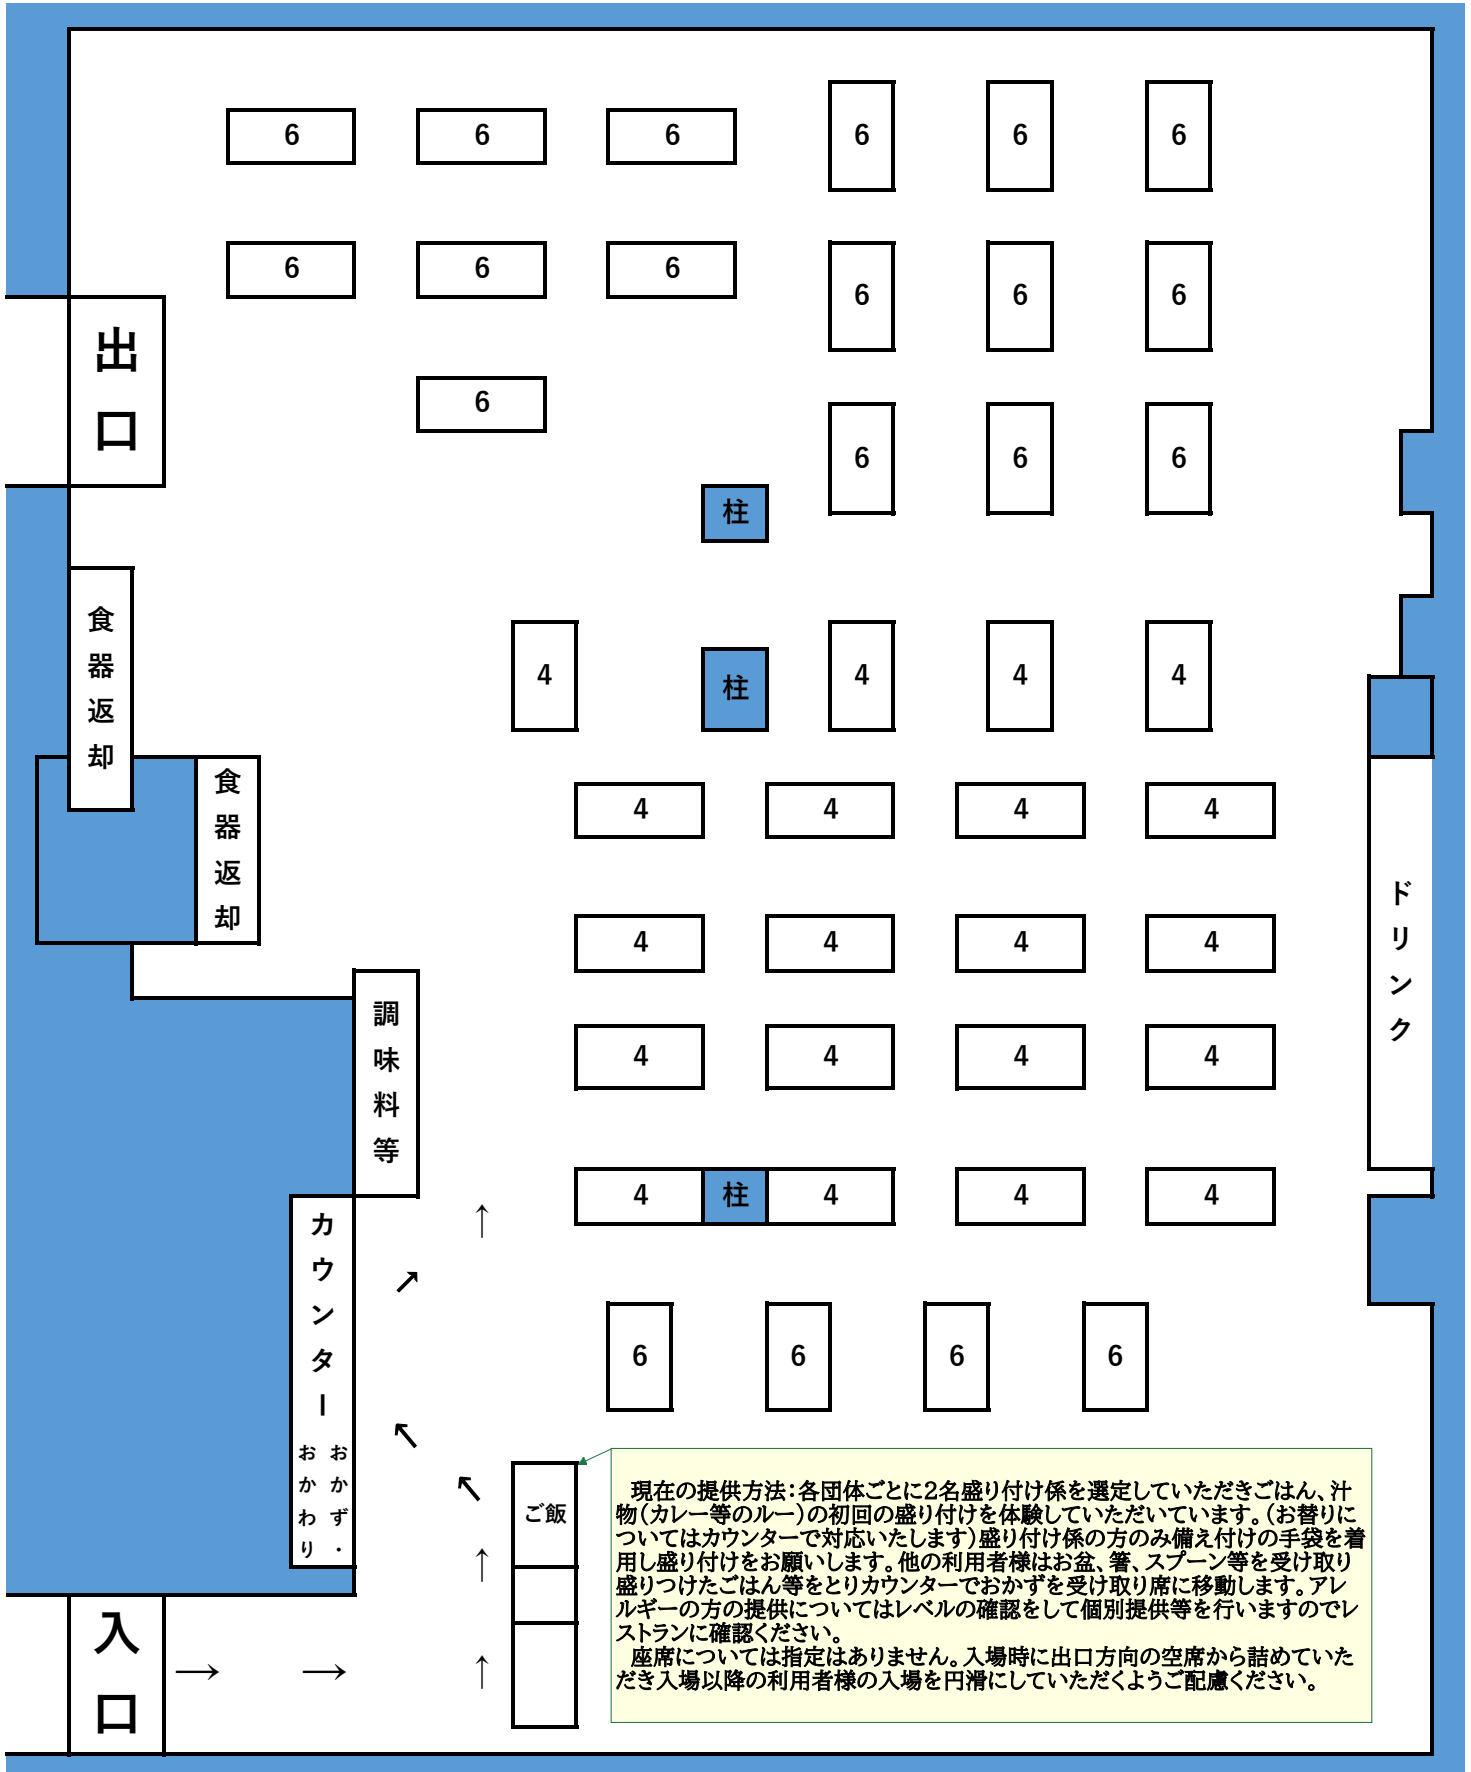 6 6 6 6 6 6
6 6 6 6 6 6
出口
6 6 6 6
柱
食器返却
4 柱 4 4 4
食器返却
4 4 4 4
ドリンク
4 4 4 4
調味料等
4 4 4 4
4 柱 4 4 4
カウンター
おかず・
おかわり
↑
↗
6 6 6 6
↖
↖
ご飯
↑
現在の提供方法：各団体ごとに2名盛り付け係を選定していただきごはん、汁
物（カレー等のルー）の初回の盛り付けを体験していただいています。（お替りに
ついてはカウンターで対応いたします）盛り付け係の方のみ備え付けの手袋を着
用し盛り付けをお願いします。他の利用者様はお盆、箸、スプーン等を受け取り
盛りつけたごはん等をとりカウンターでおかずを受け取り席に移動します。アレ
ルギーの方の提供についてはレベルの確認をして個別提供等を行いますのでレ
ストランに確認ください。
座席については指定はありません。入場時に出口方向の空席から詰めていた
だき入場以降の利用者様の入場を円滑にしていただくようご配慮ください。
入口
→ → ↑